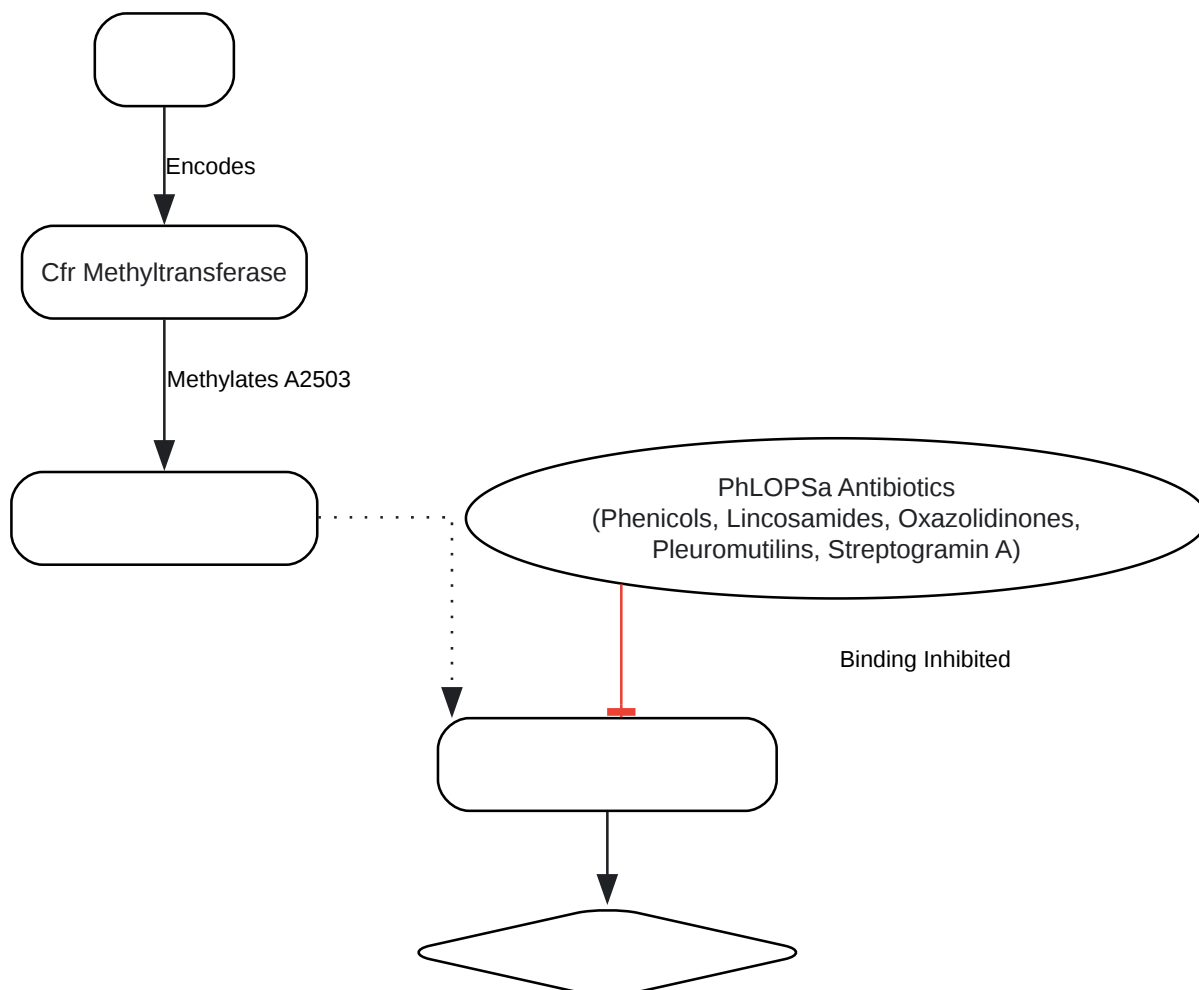 Encodes
Cfr Methyltransferase
Methylates A2503
PhLOPSa Antibiotics
(Phenicols, Lincosamides, Oxazolidinones,
Pleuromutilins, Streptogramin A)
Binding Inhibited